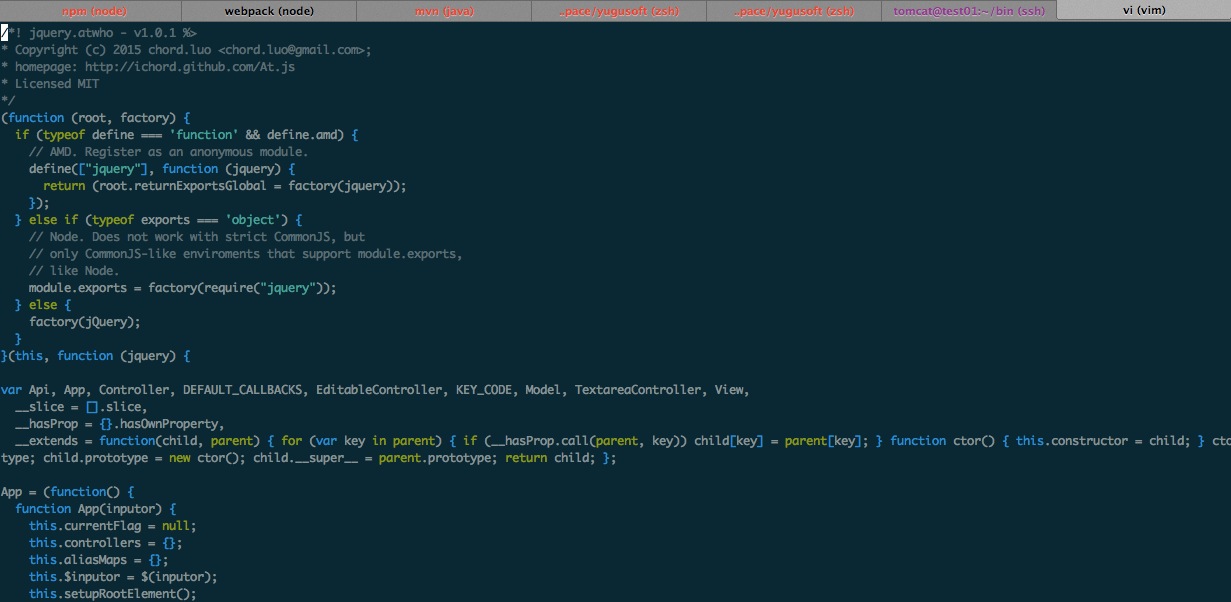 npm (node) webpack (node) mvn (java) ..pace/yugusoft (zsh) ..pace/yugusoft (zsh) tomcat@test01:~/bin (ssh) vi (vim)
/*! jquery.atwho - v1.0.1 %>
* Copyright (c) 2015 chord.luo <chord.luo@gmail.com>;
* homepage: http://ichord.github.com/At.js
* Licensed MIT
*/
(function (root, factory) {
  if (typeof define === 'function' && define.amd) {
    // AMD. Register as an anonymous module.
    define(["jquery"], function (jquery) {
      return (root.returnExportsGlobal = factory(jquery));
    });
  } else if (typeof exports === 'object') {
    // Node. Does not work with strict CommonJS, but
    // only CommonJS-like enviroments that support module.exports,
    // like Node.
    module.exports = factory(require("jquery"));
  } else {
    factory(jQuery);
  }
}(this, function (jquery) {

var Api, App, Controller, DEFAULT_CALLBACKS, EditableController, KEY_CODE, Model, TextareaController, View,
  __slice = [].slice,
  __hasProp = {}.hasOwnProperty,
  __extends = function(child, parent) { for (var key in parent) { if (__hasProp.call(parent, key)) child[key] = parent[key]; } function ctor() { this.constructor = child; } cto
type; child.prototype = new ctor(); child.__super__ = parent.prototype; return child; };

App = (function() {
  function App(inputor) {
    this.currentFlag = null;
    this.controllers = {};
    this.aliasMaps = {};
    this.$inputor = $(inputor);
    this.setupRootElement();